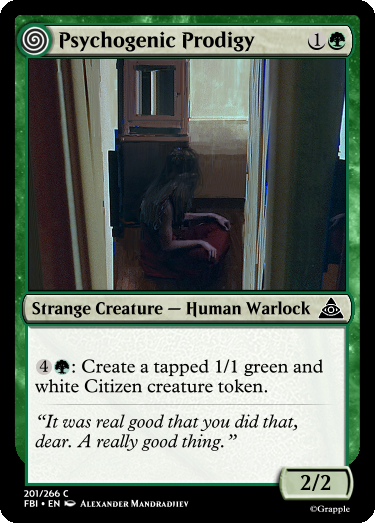 Psychogenic Prodigy 1
Strange Creature — Human Warlock
4 : Create a tapped 1/1 green and
white Citizen creature token.
“It was real good that you did that,
dear. A really good thing.”
2/2
201/266 C
FBI • EN Alexander Mandradjiev
©Grapple